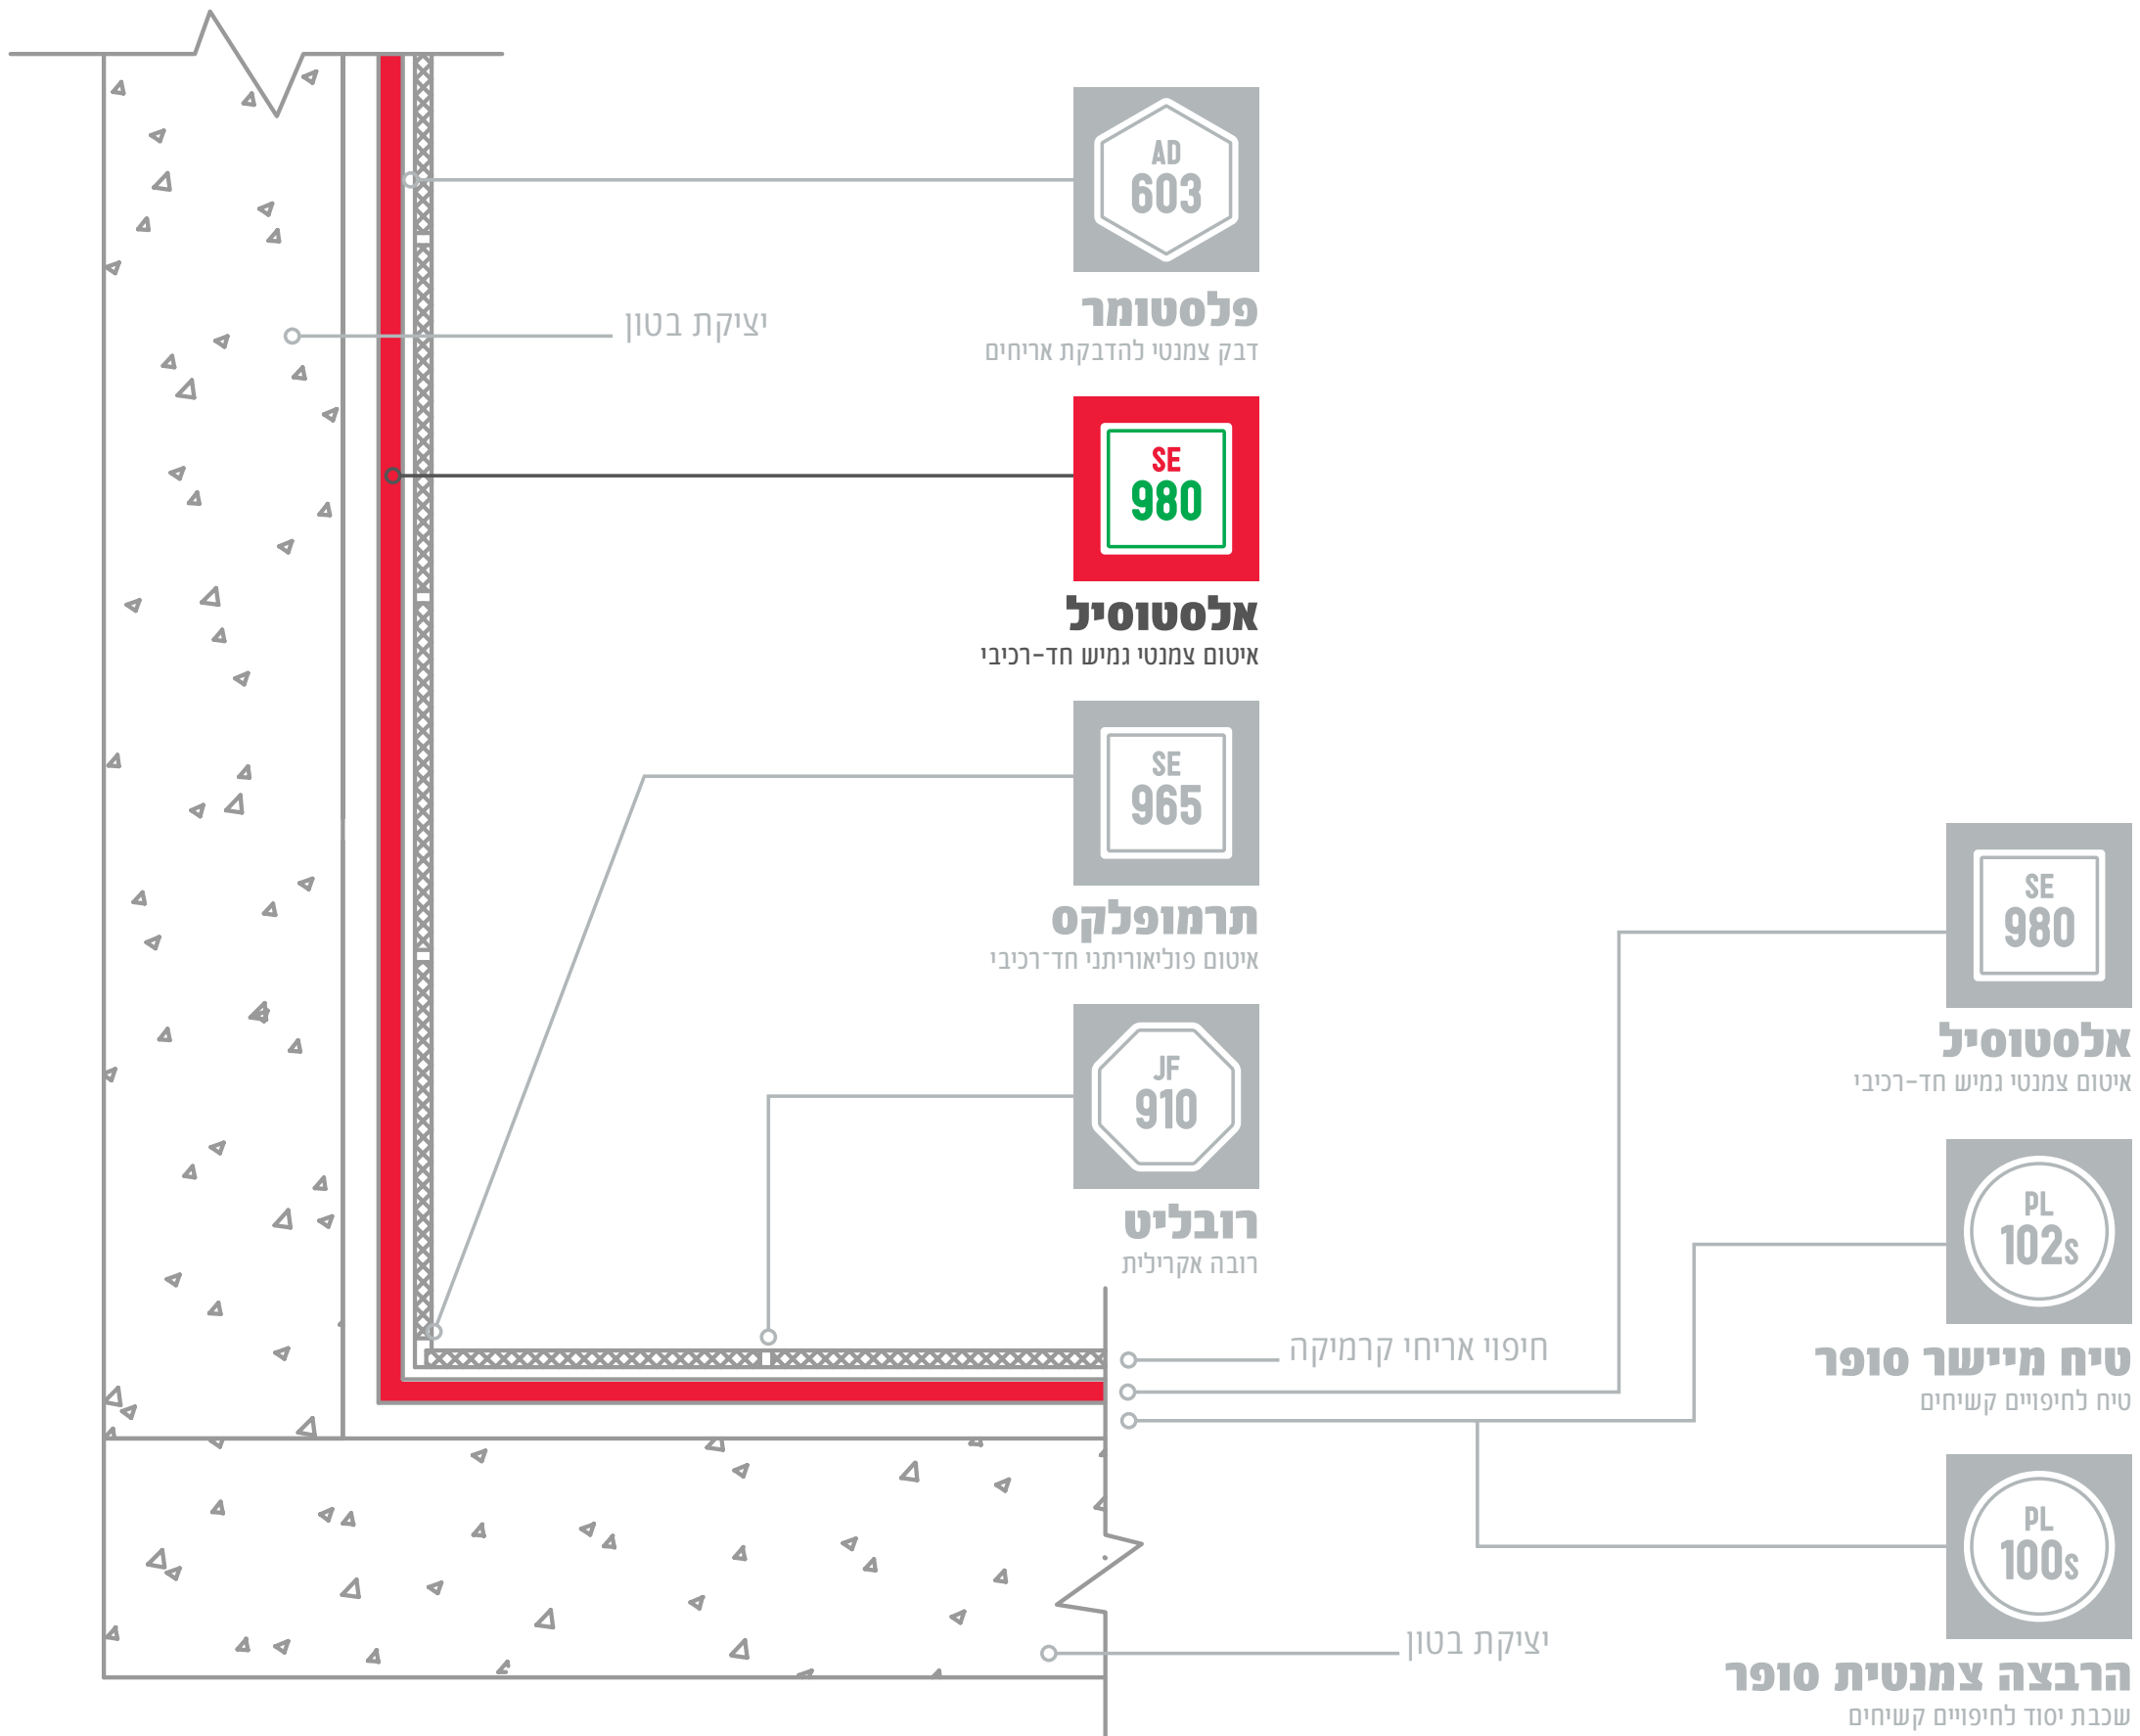 AD
603
פלסטומר
דבק צמנטי להדבקת אריחים
יציקת בטון
SE
980
אלסטוסיל
איטום צמנטי גמיש חד-רכיבי
SE
965
תרמופלקס
איטום פוליאוריתני חד־רכיבי
JF
910
רובליט
רובה אקרילית
SE
980
אלסטוסיל
איטום צמנטי גמיש חד-רכיבי
PL
102s
טיח מיישר סופר
טיח לחיפויים קשיחים
חיפוי אריחי קרמיקה
PL
100s
הרבצה צמנטית סופר
שכבת יסוד לחיפויים קשיחים
יציקת בטון